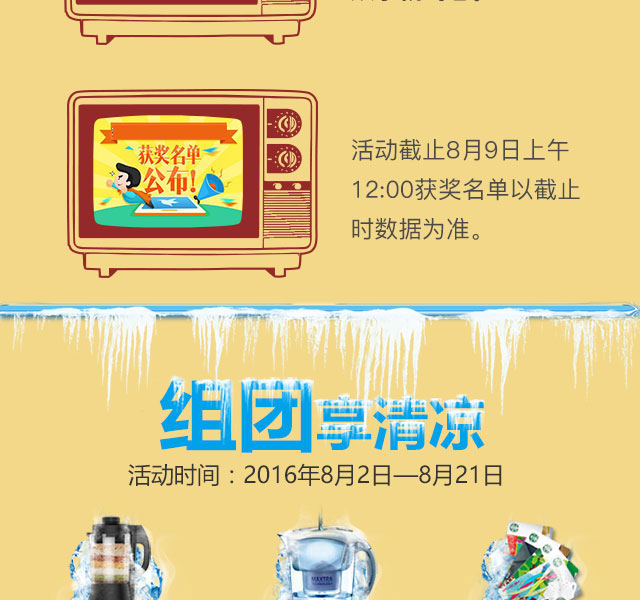 获奖名单
公布!
活动截止8月9日上午
12:00获奖名单以截止
时数据为准。
组团享清凉
活动时间：2016年8月2日—8月21日
MAXTRA